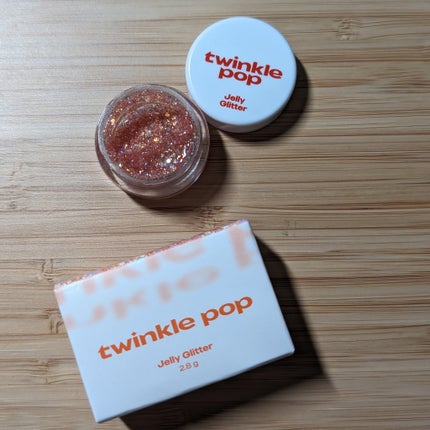 twinkle
pop
Jelly
Glitter
twinkle pop
Jelly Glitter
2.8 g